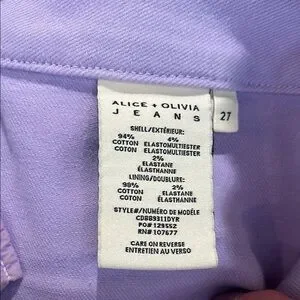 ALICE + OLIVIA
JEANS
27
SHELL/EXTÉRIEUR:
94% 4%
COTTON ELASTOMULTIESTER
COTON ELASTOMULTIESTER
2%
ELASTANE
ÉLASTHANNE
LINING/DOUBLURE:
98% 2%
COTTON ELASTANE
COTON ÉLASTHANNE
STYLE#/NUMÉRO DE MODÈLE
PO# 129552
RN# 107677
CARE ON REVERSE
ENTRETIEN AU VERSO